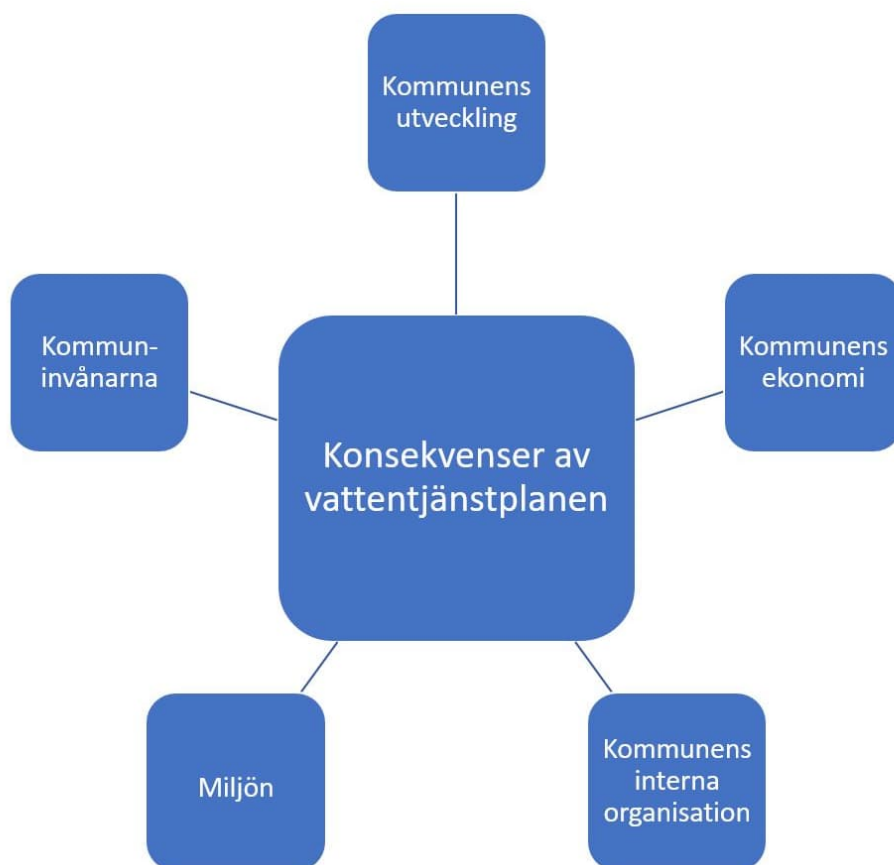 Kommunens
utveckling
Kommun-
invånarna
Kommunens
ekonomi
Konsekvenser av
vattentjänstplanen
Miljön
Kommunens
interna
organisation